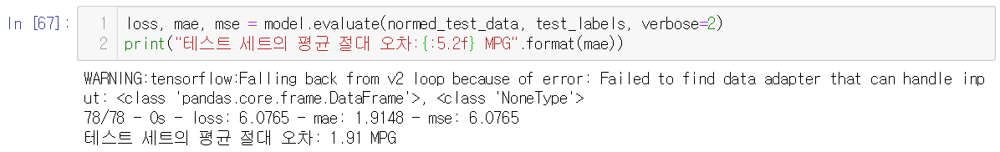 In [67]:
1 loss, mae, mse = model.evaluate(normed_test_data, test_labels, verbose=2)
2 print("테스트 세트의 평균 절대 오차:{:5.2f} MPG".format(mae))
WARNING:tensorflow:Falling back from v2 loop because of error: Failed to find data adapter that can handle inp
ut: <class 'pandas.core.frame.DataFrame'>, <class 'NoneType'>
78/78 - 0s - loss: 6.0765 - mae: 1.9148 - mse: 6.0765
테스트 세트의 평균 절대 오차: 1.91 MPG